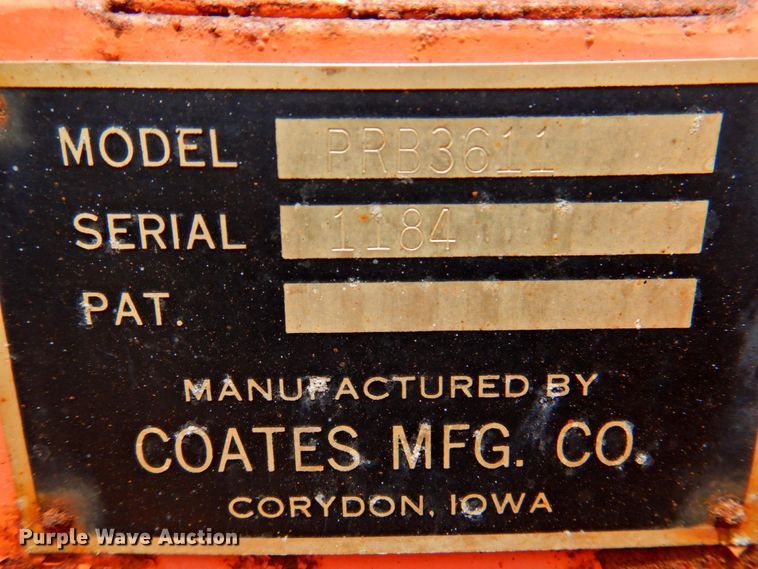 MODEL PRB3611
SERIAL 1184
PAT.
MANUFACTURED BY
COATES MFG. CO.
CORYDON, IOWA
Purple Wave Auction